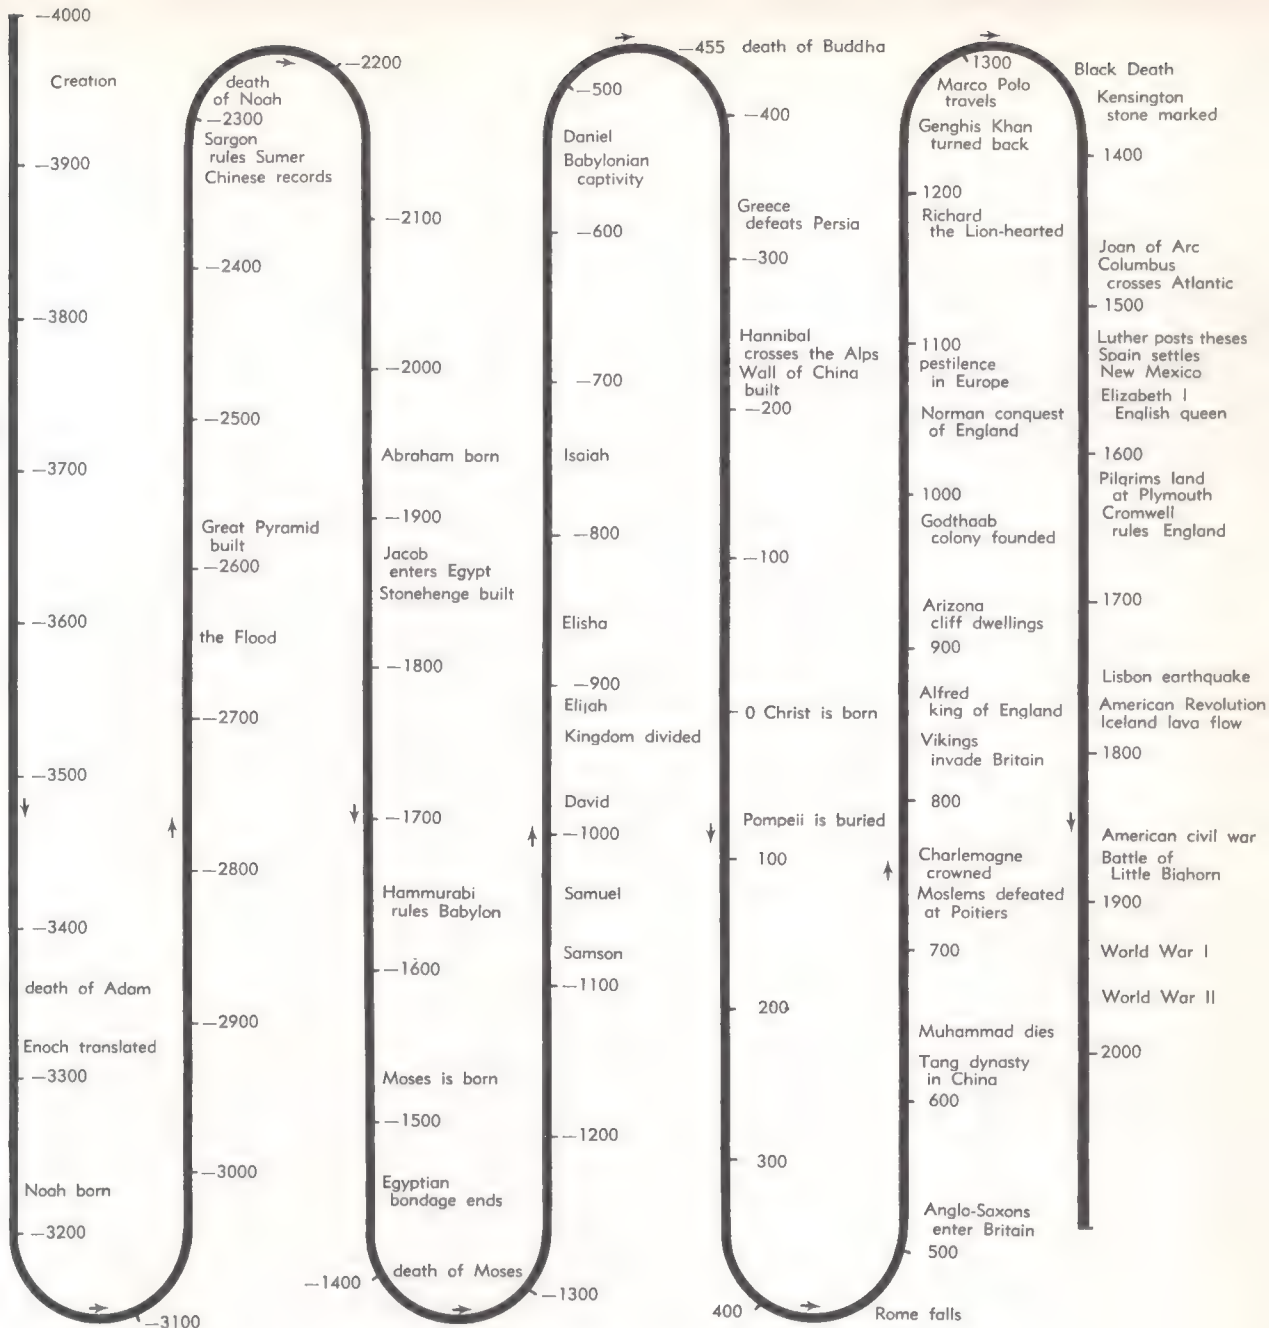 —4000
Creation
—3900
—3800
—3700
—3600
—3500
—3400
death of Adam
Enoch translated
—3300
Noah born
—3200
—3100
—3000
—2900
—2800
—2700
the Flood
—2600
Great Pyramid
built
—2500
—2400
Chinese records
Sargon
rules Sumer
—2300
death
of Noah
—2200
—2100
—2000
Abraham born
—1900
Jacob
enters Egypt
Stonehenge built
—1800
—1700
Hammurabi
rules Babylon
—1600
Moses is born
—1500
Egyptian
bondage ends
—1400
death of Moses
—1300
—1200
—1100
Samson
Samuel
—1000
David
Kingdom divided
Elijah
—900
Elisha
—800
Isaiah
—700
—600
Babylonian
captivity
Daniel
—500
—455 death of Buddha
—400
Greece
defeats Persia
—300
Hannibal
crosses the Alps
Wall of China
built
—200
—100
0 Christ is born
Pompeii is buried
100
200
300
400
Rome falls
500
Anglo-Saxons
enter Britain
600
Tang dynasty
in China
Muhammad dies
700
Moslems defeated
at Poitiers
Charlemagne
crowned
800
Vikings
invade Britain
Alfred
king of England
900
Arizona
cliff dwellings
Godthaab
colony founded
1000
Norman conquest
of England
pestilence
in Europe
1100
Richard
the Lion-hearted
1200
Genghis Khan
turned back
Marco Polo
travels
1300
Black Death
Kensington
stone marked
1400
Joan of Arc
Columbus
crosses Atlantic
1500
Luther posts theses
Spain settles
New Mexico
Elizabeth I
English queen
1600
Pilgrims land
at Plymouth
Cromwell
rules England
1700
Lisbon earthquake
American Revolution
Iceland lava flow
1800
American civil war
Battle of
Little Bighorn
1900
World War I
World War II
2000